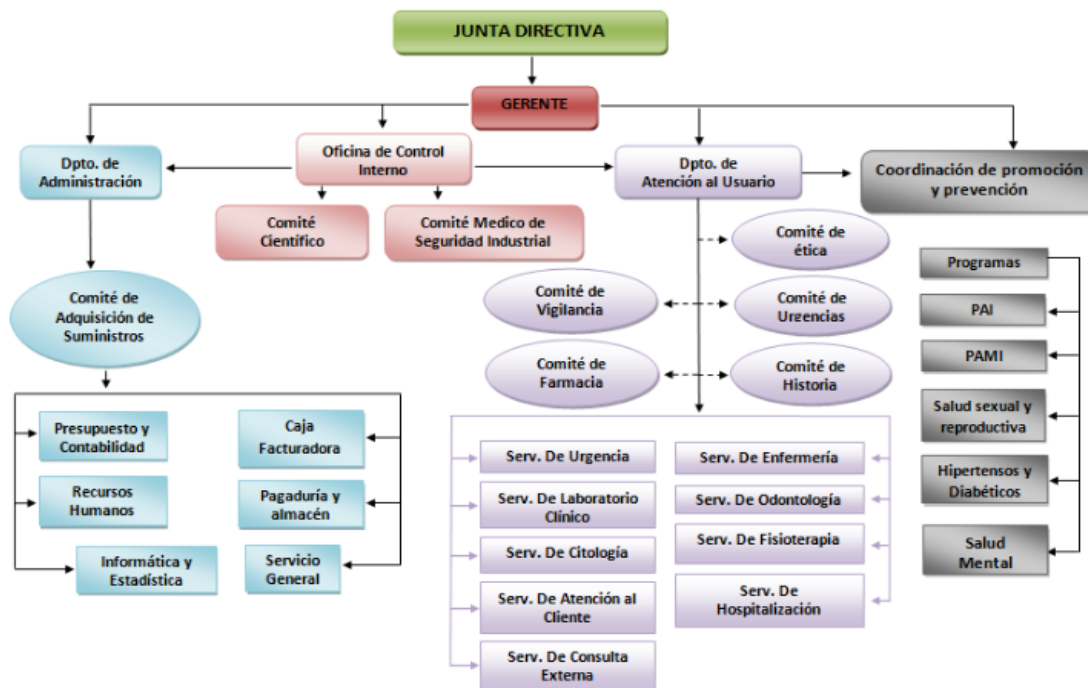 JUNTA DIRECTIVA
GERENTE
Dpto. de
Administración
Oficina de Control
Interno
Dpto. de
Atención al Usuario
Coordinación de promoción
y prevención
Comité
Científico
Comité Medico de
Seguridad Industrial
Comité de
ética
Comité de
Vigilancia
Comité de
Urgencias
Comité de
Farmacia
Comité de
Historia
Comité de
Adquisición de
Suministros
Programas
PAI
PAMI
Salud sexual y
reproductiva
Hipertensos y
Diabéticos
Salud
Mental
Presupuesto y
Contabilidad
Caja
Facturadora
Recursos
Humanos
Pagaduría y
almacén
Informática y
Estadística
Servicio
General
Serv. De Urgencia
Serv. De Laboratorio
Clínico
Serv. De Citología
Serv. De Atención al
Cliente
Serv. De Consulta
Externa
Serv. De Enfermería
Serv. De Odontología
Serv. De Fisioterapia
Serv. De
Hospitalización